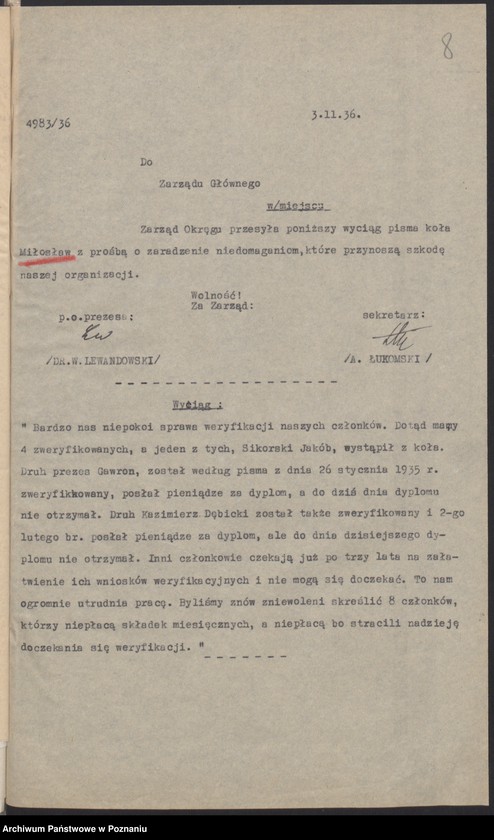 8
3.11.36.
4983/36
Do
Zarządu Głównego
w/miejscu
Zarząd Okręgu przesyła poniższy wyciąg pisma koła
Miłosław z prośbą o zaradzenie niedomaganiom,które przynoszą szkodę
naszej organizacji.
Wolność!
Za Zarząd:
p.o.prezesa: sekretarz:
/DR.W.LEWANDOWSKI/ /A. ŁUKOMSKI /
Wyciąg :
" Bardzo nas niepokoi sprawa weryfikacji naszych członków. Dotąd mamy
4 zweryfikowanych, a jeden z tych, Sikorski Jakób, wystąpił z koła.
Druh prezes Gawron, został według pisma z dnia 26 stycznia 1935 r.
zweryfikkowany, posłał pieniądze za dyplom, a do dziś dnia dyplomu
nie otrzymał. Druh Kazimierz Dębicki został także zweryfikowany i 2-go
lutego br. posłał pieniądze za dyplom, ale do dnia dzisiejszego dy-
plomu nie otrzymał. Inni członkowie czekają już po trzy lata na zała-
twienie ich wniosków weryfikacyjnych i nie mogą się doczekać. To nam
ogromnie utrudnia pracę. Byliśmy znów zniewoleni skreślić 8 członków,
którzy niepłacą składek miesięcznych, a niepłacą bo stracili nadzieję
doczekania się weryfikacji. "
Archiwum Państwowe w Poznaniu